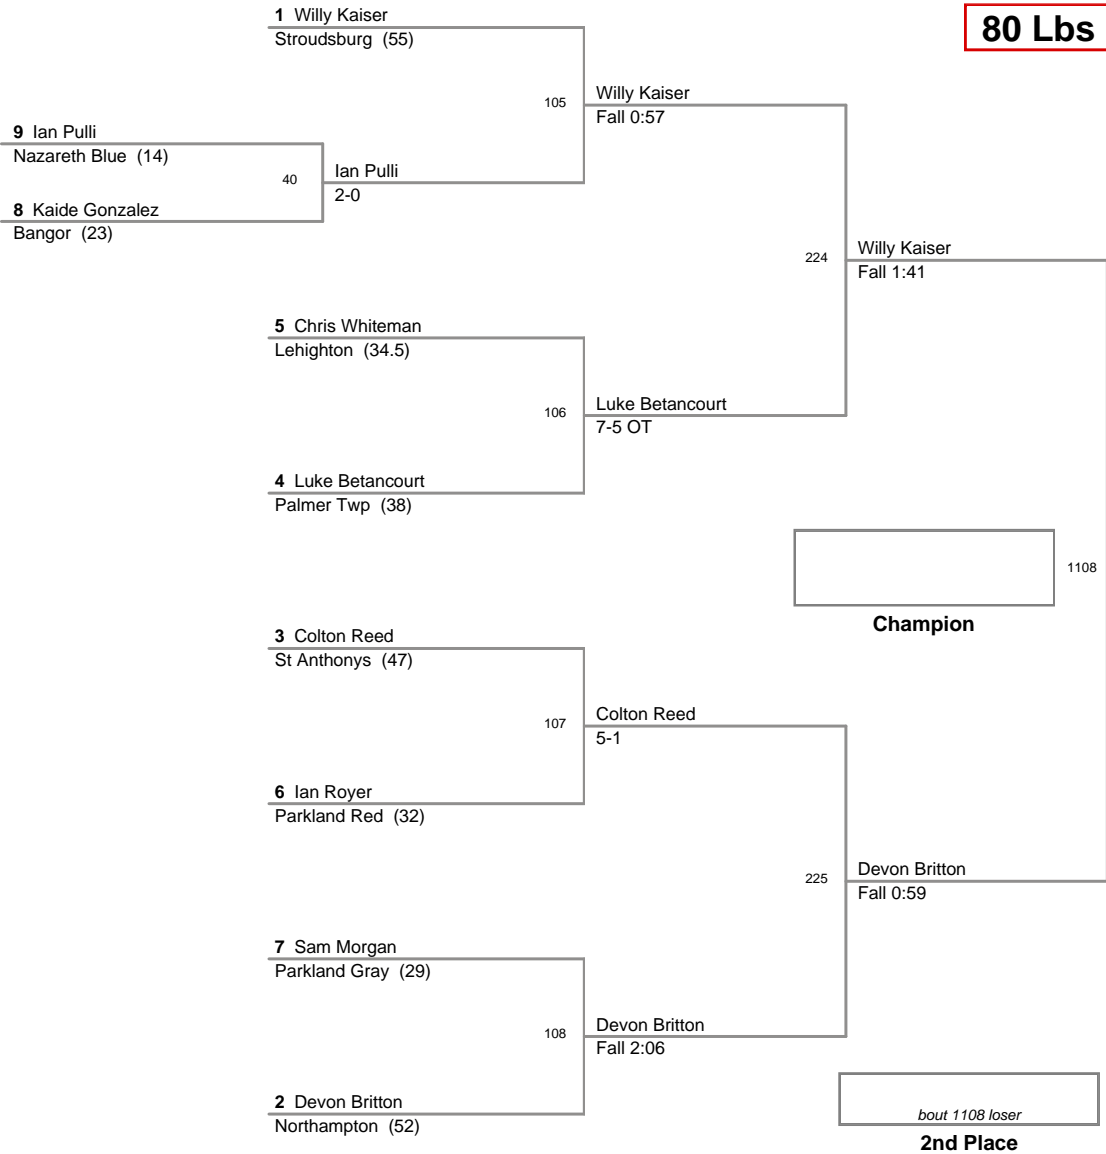 80 Lbs
1 Willy Kaiser
Stroudsburg (55)
105
Willy Kaiser
Fall 0:57
9 Ian Pulli
Nazareth Blue (14)
40
Ian Pulli
2-0
8 Kaide Gonzalez
Bangor (23)
224
Willy Kaiser
Fall 1:41
5 Chris Whiteman
Lehighton (34.5)
106
Luke Betancourt
7-5 OT
4 Luke Betancourt
Palmer Twp (38)
1108
Champion
3 Colton Reed
St Anthonys (47)
107
Colton Reed
5-1
6 Ian Royer
Parkland Red (32)
225
Devon Britton
Fall 0:59
7 Sam Morgan
Parkland Gray (29)
108
Devon Britton
Fall 2:06
2 Devon Britton
Northampton (52)
bout 1108 loser
2nd Place